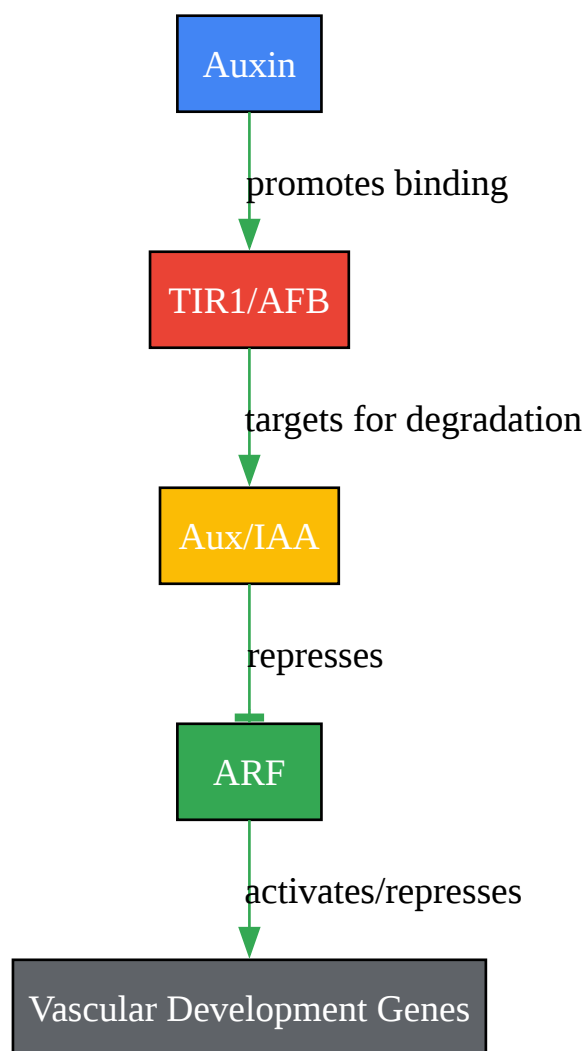 Auxin
promotes binding
TIR1/AFB
targets for degradation
Aux/IAA
represses
ARF
activates/represses
Vascular Development Genes